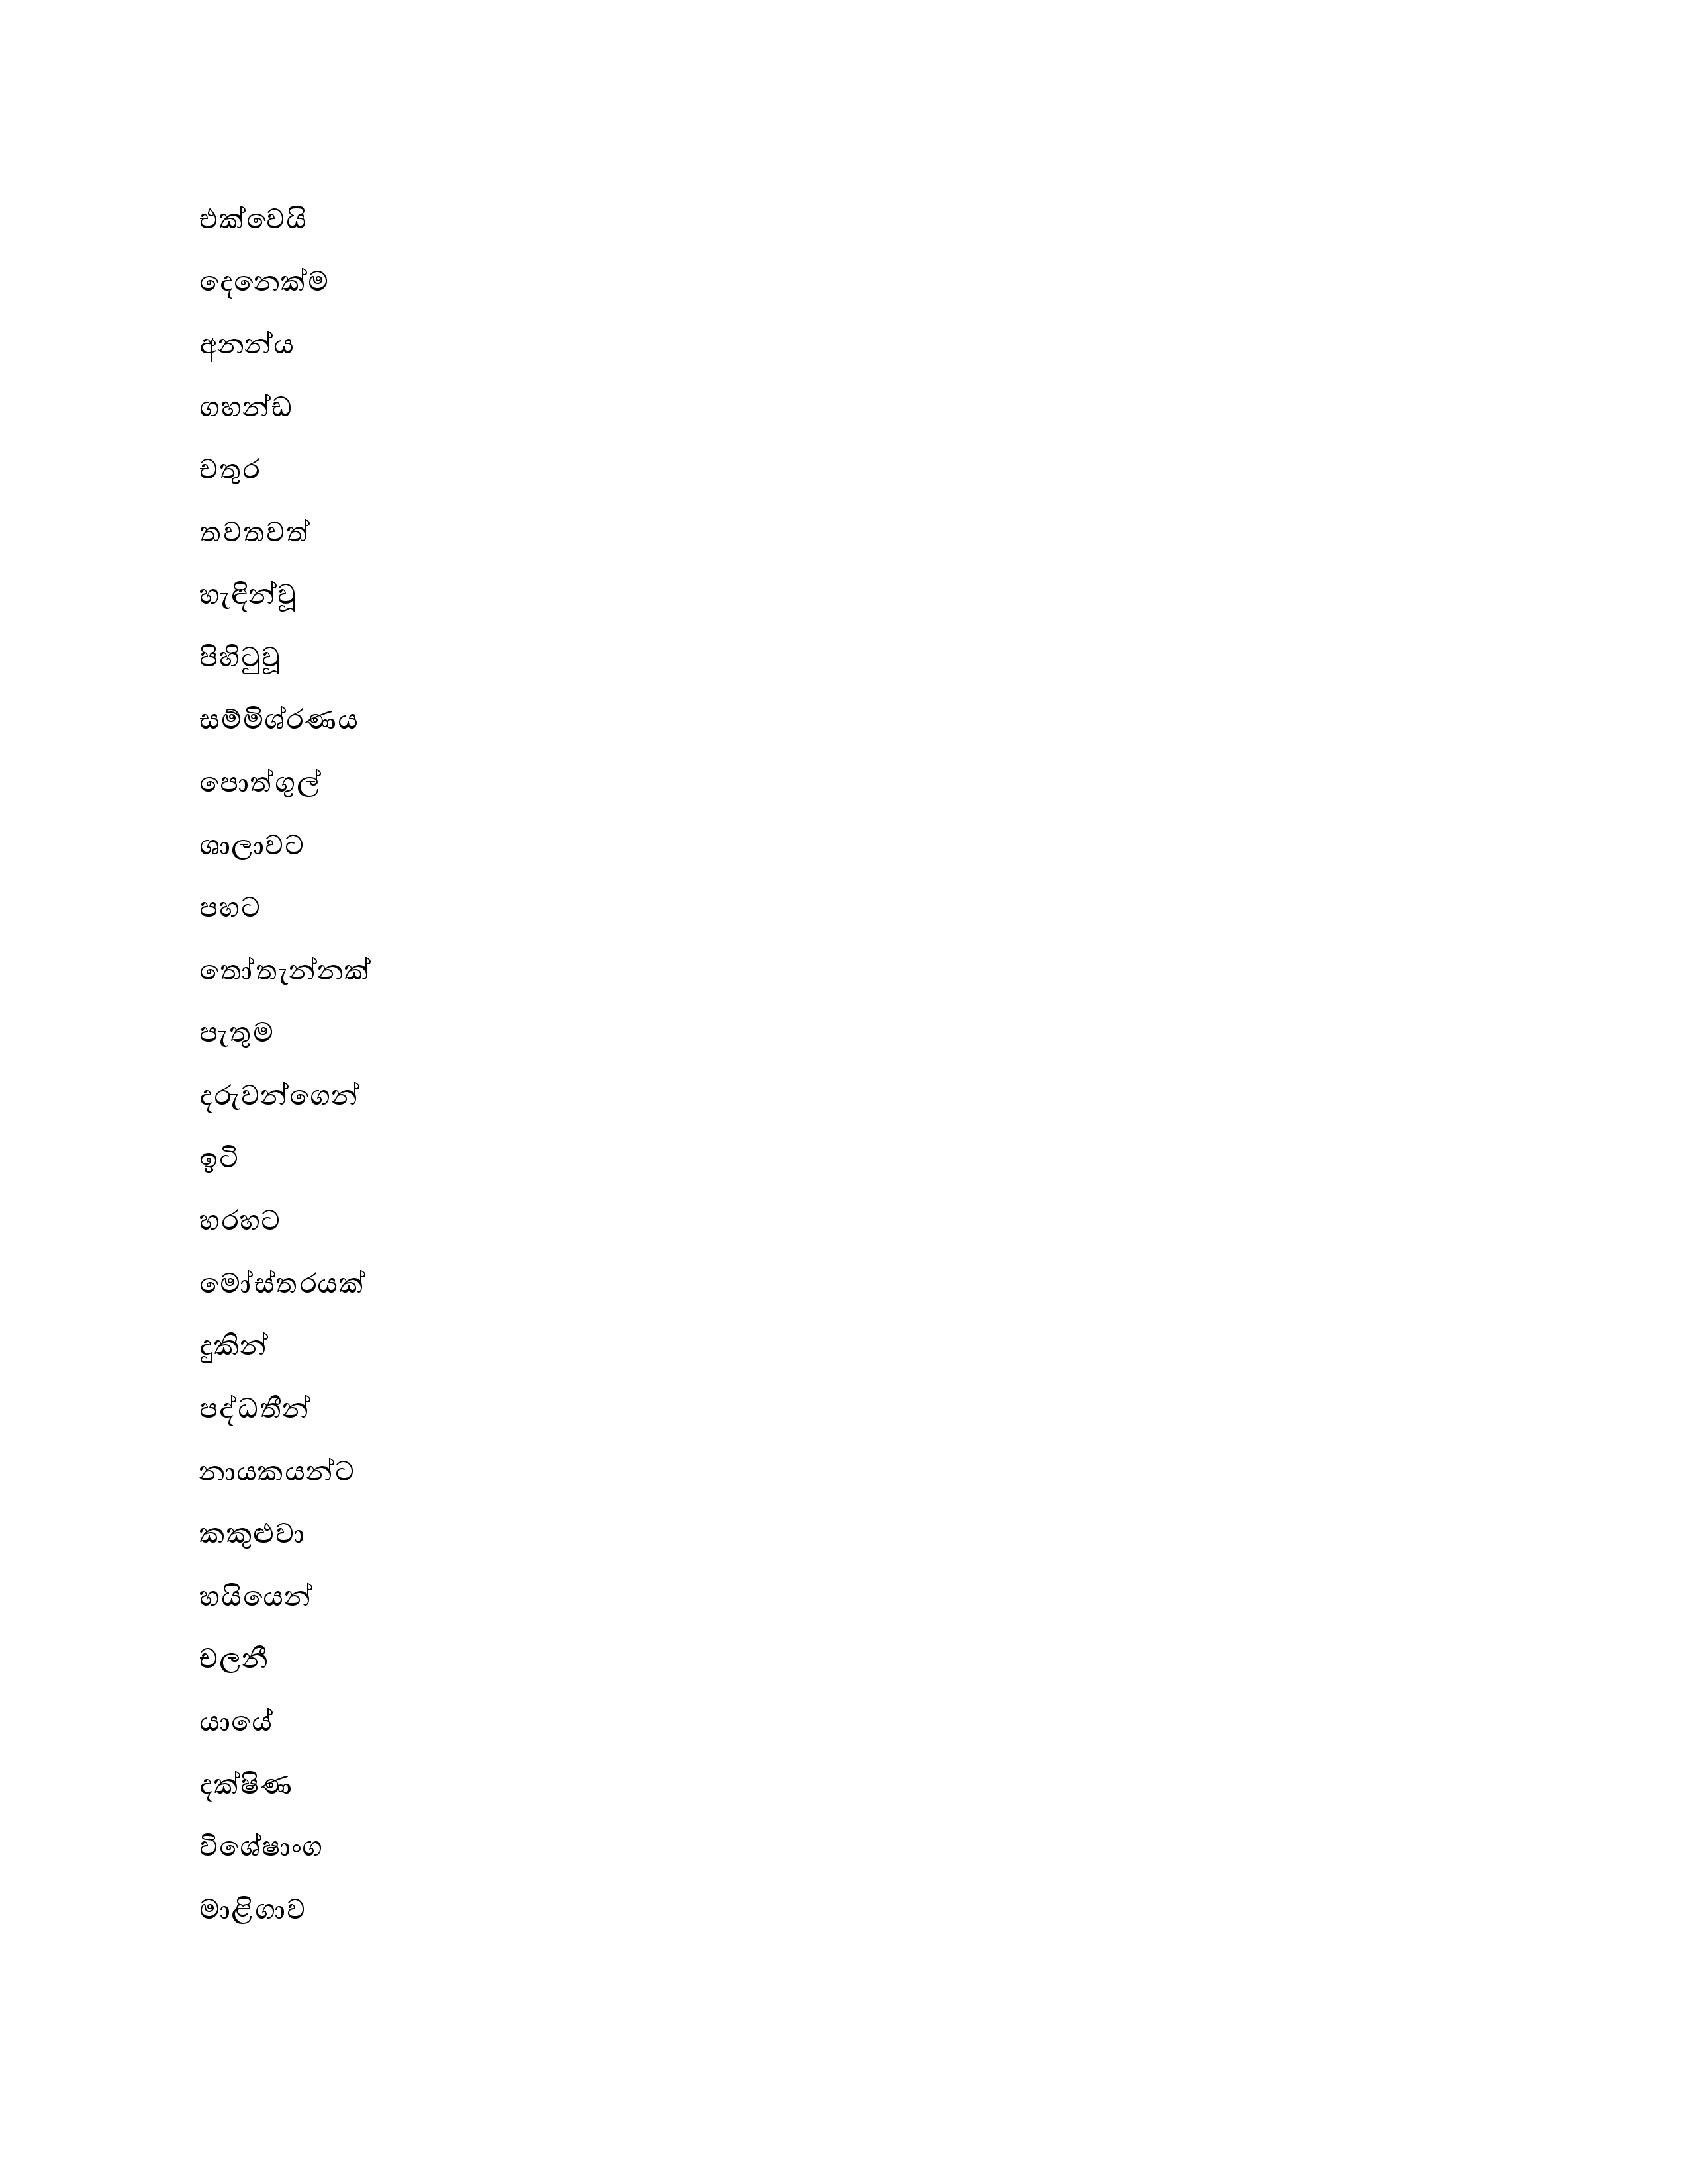 එක්වෙයි
දෙනෙක්ම
අනන්ය
ගහන්ඩ
චතුර
තවතවත්
හැඳින්වූ
පිහිටුවූ
සම්මිශ්රණය
පොත්ගුල්
ශාලාවට
පහට
තෝතැන්නක්
පැතුම
දරුවන්ගෙන්
ඉටි
හරහට
මෝස්තරයක්
දුකින්
පද්ධතීන්
නායකයන්ට
කකුළුවා
හයියෙන්
චලනී
යායේ
දක්ෂිණ
විශේෂාංග
මාළිගාව